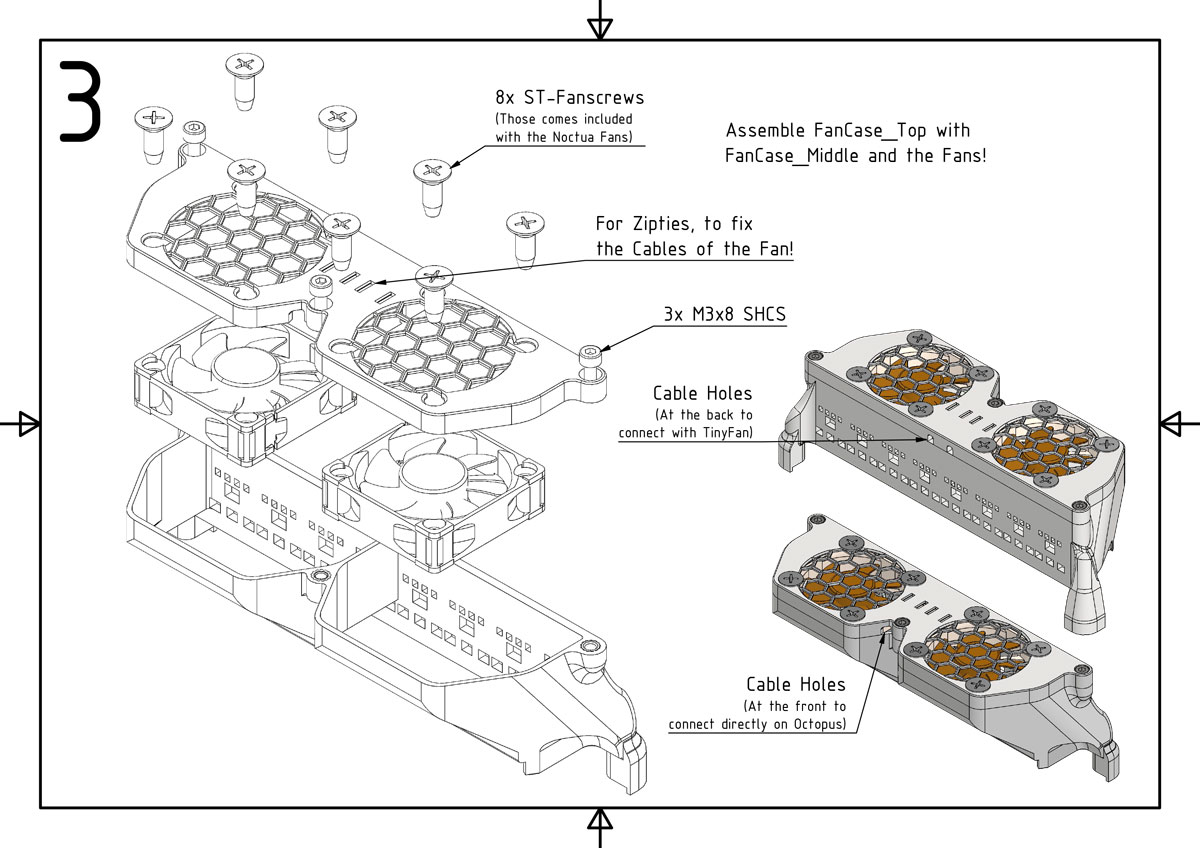 3
8x ST-Fanscrews
(Those comes included
with the Noctua Fans)
Assemble FanCase_Top with
FanCase_Middle and the Fans!
For Zipties, to fix
the Cables of the Fan!
3x M3x8 SHCS
Cable Holes
(At the back to
connect with TinyFan)
Cable Holes
(At the front to
connect directly on Octopus)